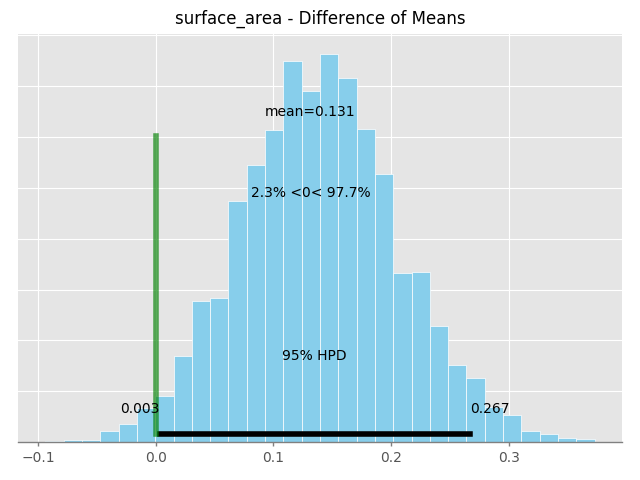 surface_area - Difference of Means
mean=0.131
2.3% <0< 97.7%
95% HPD
0.003
0.267
−0.1
0.0
0.1
0.2
0.3